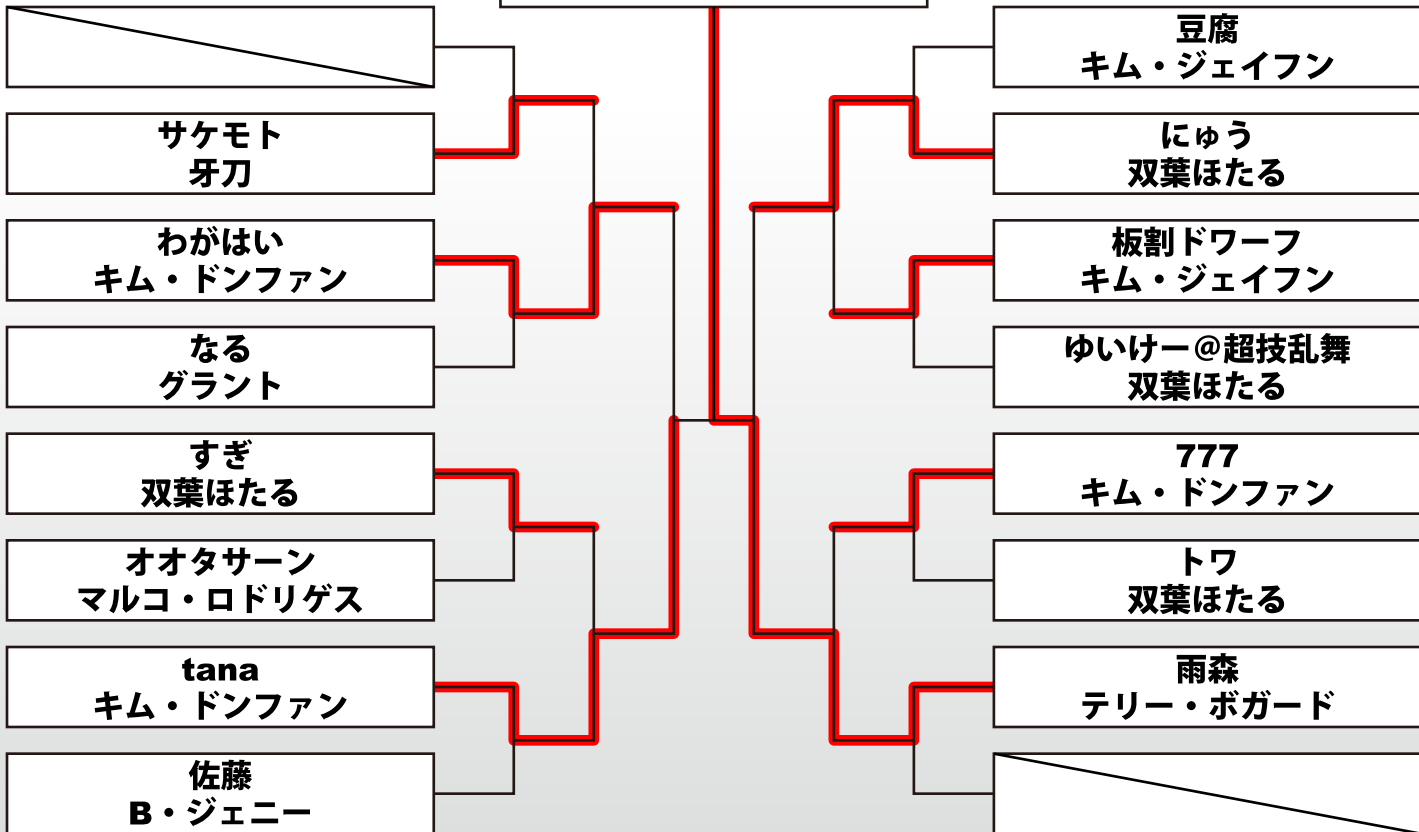 サケモト
牙刀
わがはい
キム・ドンファン
なる
グラント
すぎ
双葉ほたる
オオタサーン
マルコ・ロドリゲス
tana
キム・ドンファン
佐藤
B・ジェニー
豆腐
キム・ジェイフン
にゅう
双葉ほたる
板割ドワーフ
キム・ジェイフン
ゆいけー@超技乱舞
双葉ほたる
777
キム・ドンファン
トワ
双葉ほたる
雨森
テリー・ボガード